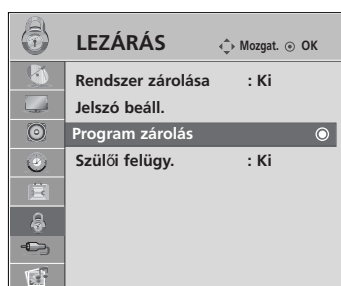 LEZÁRÁS Mozgat. OK
Rendszer zárolása : Ki
Jelszó beáll.
Program zárolás
Szülői felügy. : Ki